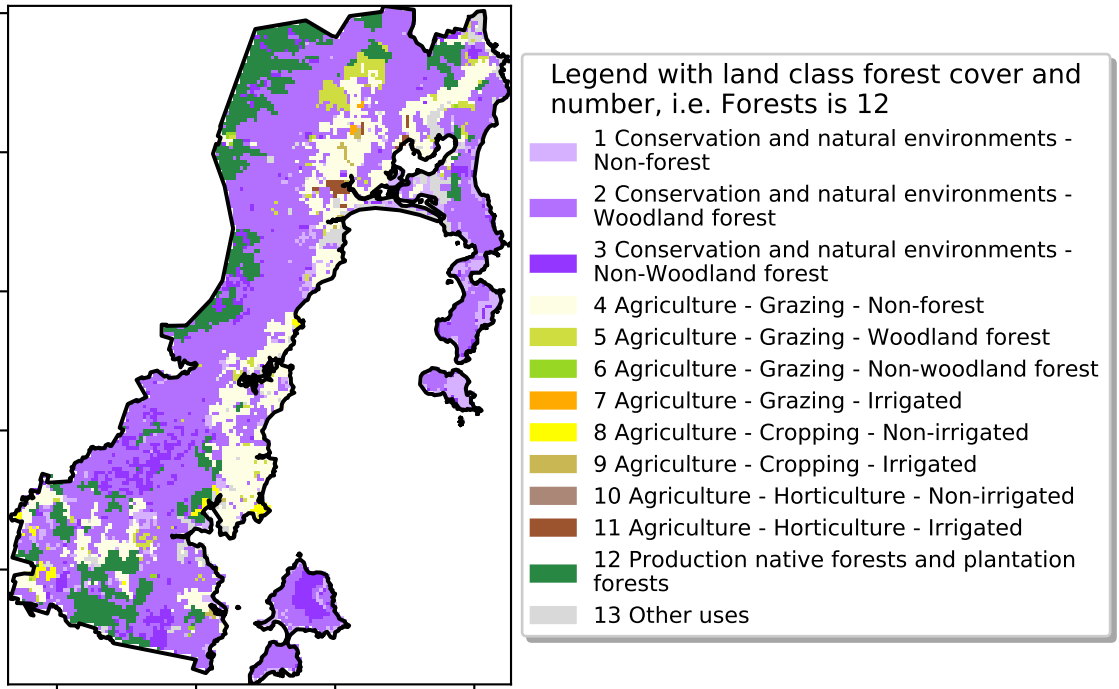 Legend with land class forest cover and
number, i.e. Forests is 12
1 Conservation and natural environments -
Non-forest
2 Conservation and natural environments -
Woodland forest
3 Conservation and natural environments -
Non-Woodland forest
4 Agriculture - Grazing - Non-forest
5 Agriculture - Grazing - Woodland forest
6 Agriculture - Grazing - Non-woodland forest
7 Agriculture - Grazing - Irrigated
8 Agriculture - Cropping - Non-irrigated
9 Agriculture - Cropping - Irrigated
10 Agriculture - Horticulture - Non-irrigated
11 Agriculture - Horticulture - Irrigated
12 Production native forests and plantation
forests
13 Other uses